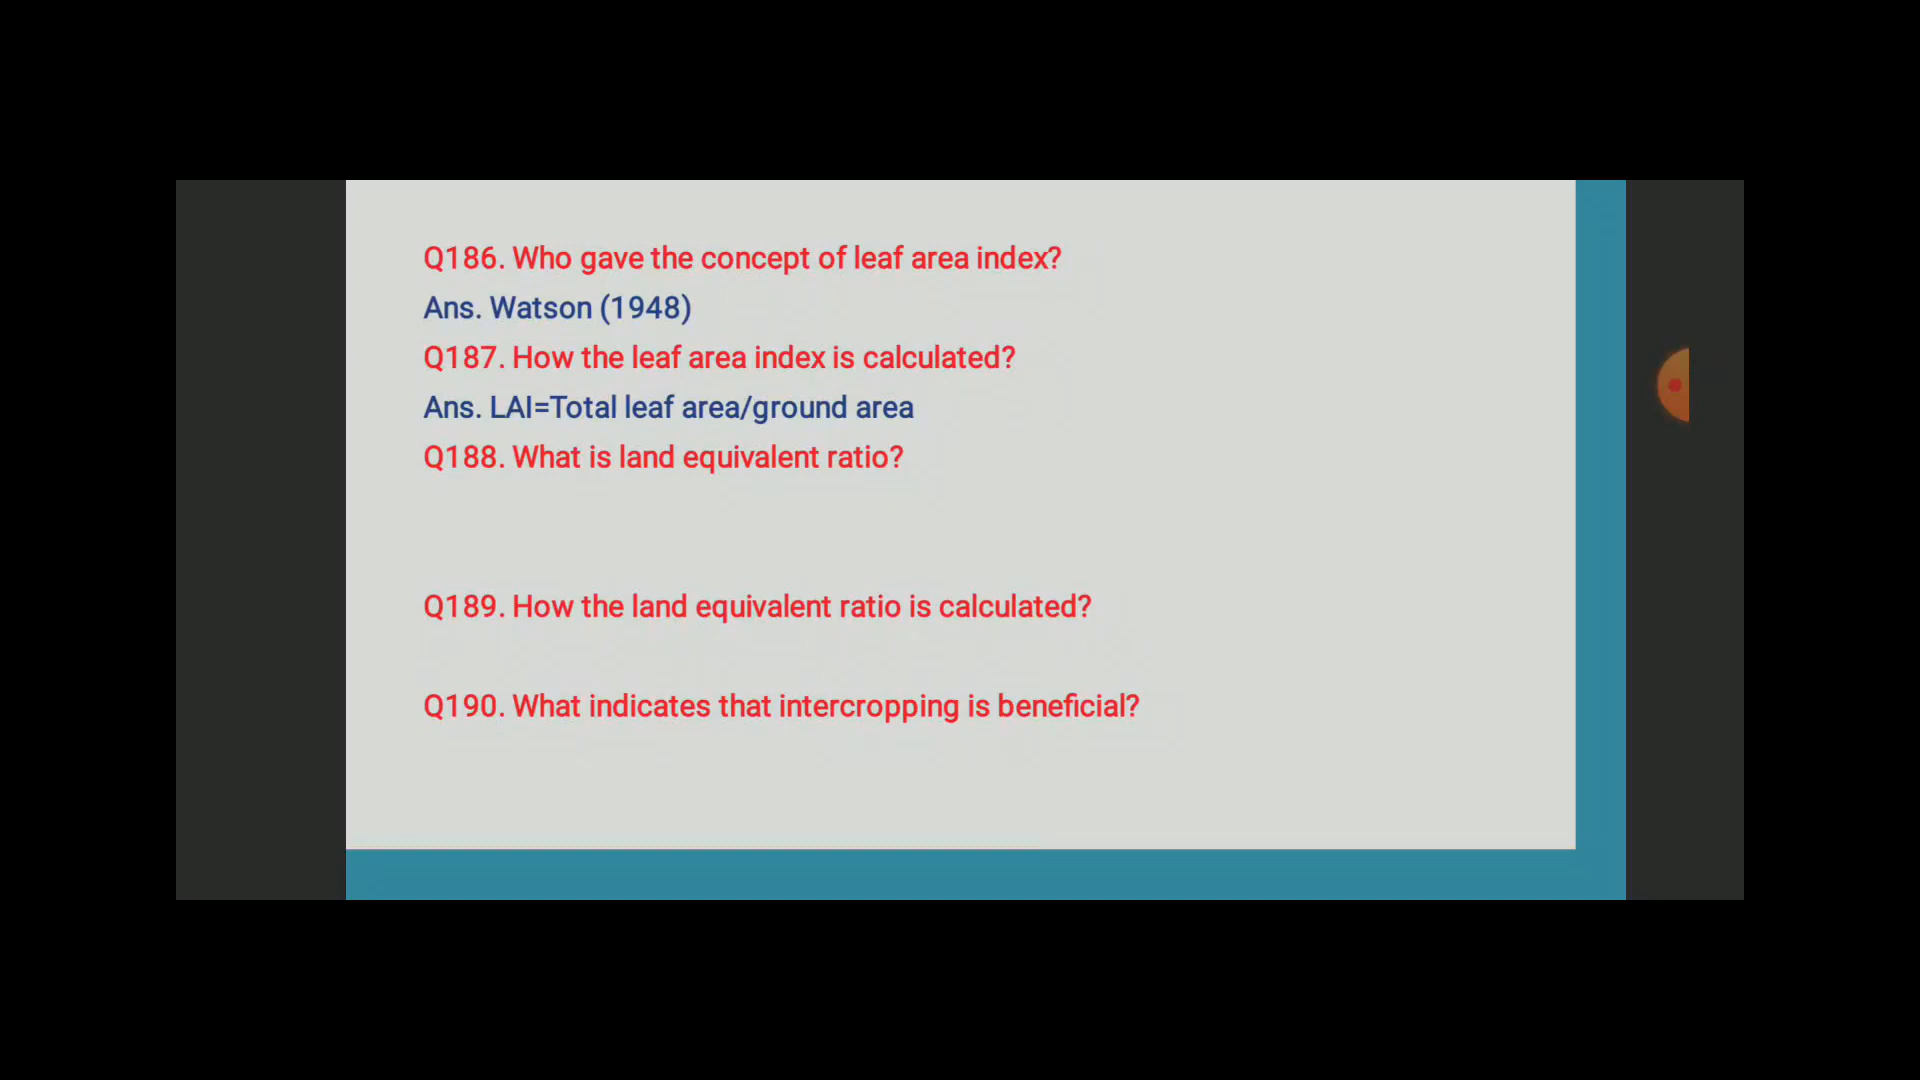 Q186. Who gave the concept of leaf area index?
Ans. Watson (1948)
Q187. How the leaf area index is calculated?
Ans. LAI=Total leaf area/ground area
Q188. What is land equivalent ratio?
Q189. How the land equivalent ratio is calculated?
Q190. What indicates that intercropping is beneficial?